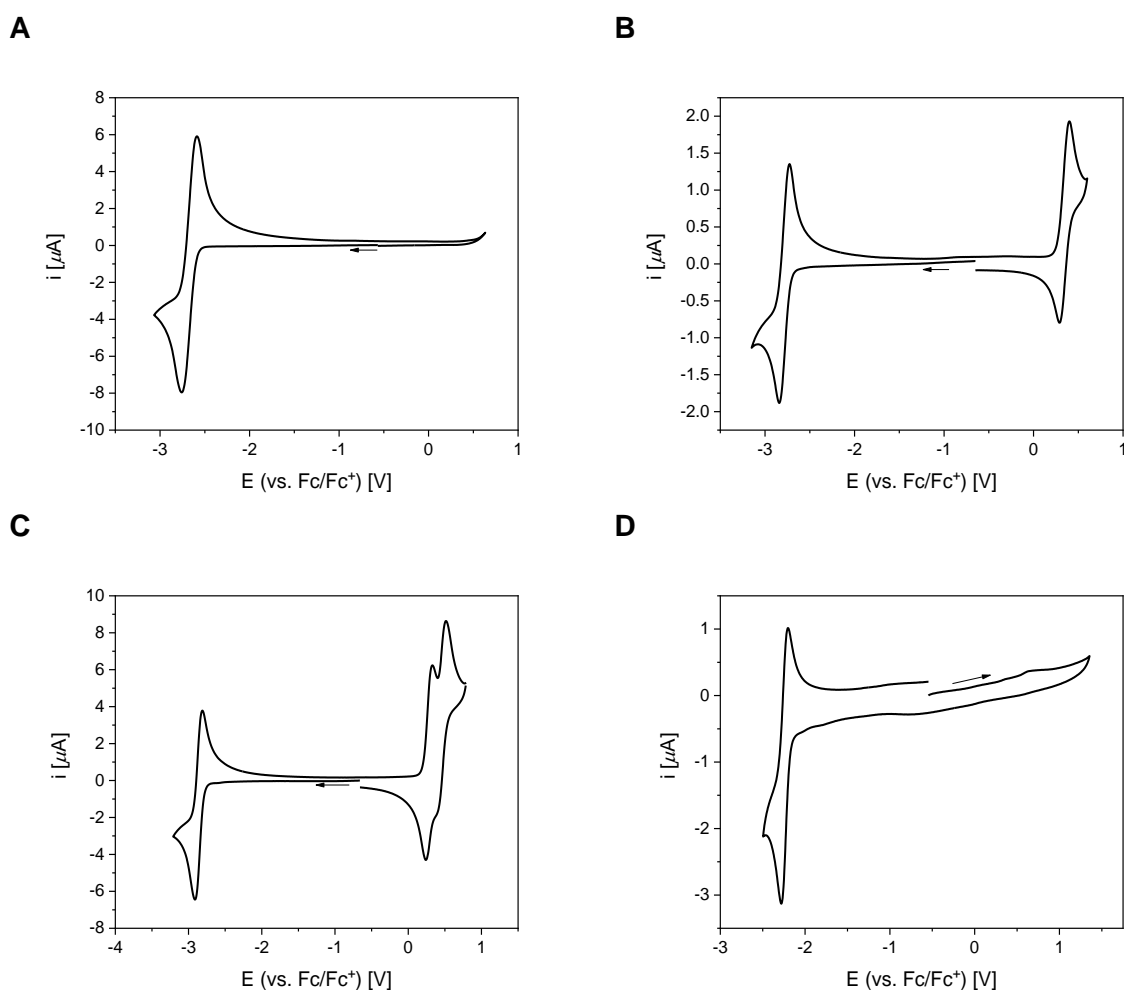 A
8
6
4
2
0
-2
-4
-6
-8
-10
-3 -2 -1 0 1
i [μA]
E (vs. Fc/Fc⁺) [V]
B
2.0
1.5
1.0
0.5
0.0
-0.5
-1.0
-1.5
-2.0
-3 -2 -1 0 1
i [μA]
E (vs. Fc/Fc⁺) [V]
C
10
8
6
4
2
0
-2
-4
-6
-8
-4 -3 -2 -1 0 1
i [μA]
E (vs. Fc/Fc⁺) [V]
D
1
0
-1
-2
-3
-3 -2 -1 0 1
i [μA]
E (vs. Fc/Fc⁺) [V]